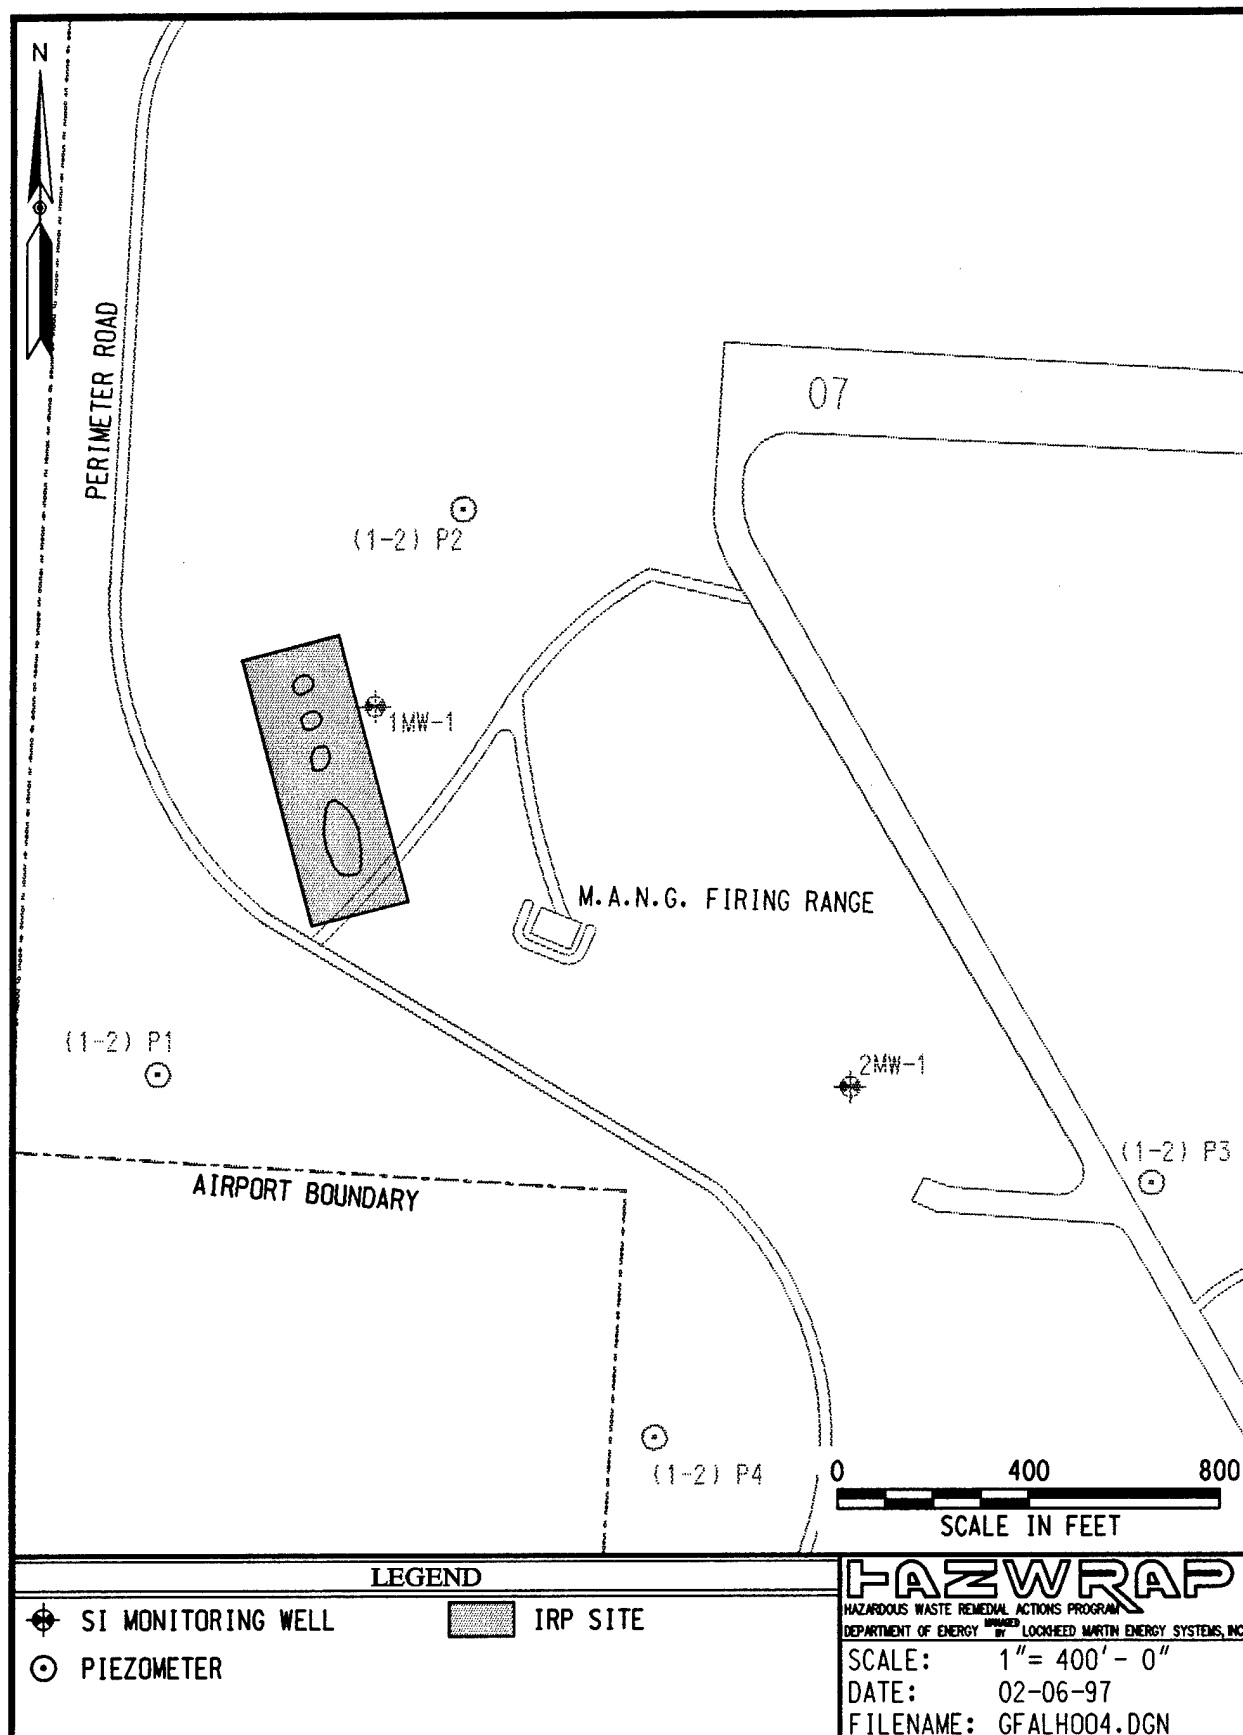 N
PERIMETER ROAD
07
(1-2) P2
1MW-1
M.A.N.G. FIRING RANGE
(1-2) P1
2MW-1
(1-2) P3
AIRPORT BOUNDARY
(1-2) P4
0 400 800
SCALE IN FEET
LEGEND
SI MONITORING WELL
IRP SITE
PIEZOMETER
HAZWRAP
HAZARDOUS WASTE REMEDIAL ACTIONS PROGRAM
DEPARTMENT OF ENERGY MANAGED BY LOCKHEED MARTIN ENERGY SYSTEMS, INC
SCALE: 1"= 400'- 0"
DATE: 02-06-97
FILENAME: GFALH004.DGN